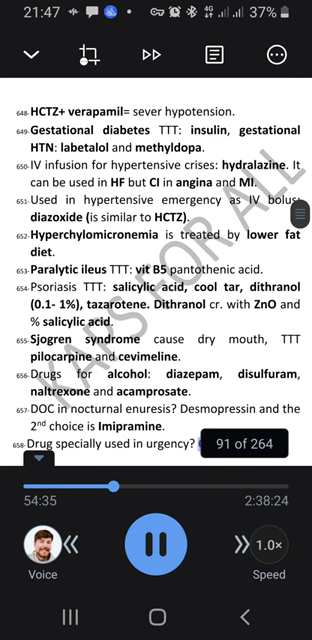 21:47 4G 37%
648- HCTZ+ verapamil= sever hypotension.
649- Gestational diabetes TTT: insulin, gestational
HTN: labetalol and methyldopa.
650- IV infusion for hypertensive crises: hydralazine. It
can be used in HF but CI in angina and MI.
651- Used in hypertensive emergency as IV bolus:
diazoxide (is similar to HCTZ).
652- Hyperchylomicronemia is treated by lower fat
diet.
653- Paralytic ileus TTT: vit B5 pantothenic acid.
654- Psoriasis TTT: salicylic acid, cool tar, dithranol
(0.1- 1%), tazarotene. Dithranol cr. with ZnO and
% salicylic acid.
655- Sjogren syndrome cause dry mouth, TTT
pilocarpine and cevimeline.
656- Drugs for alcohol: diazepam, disulfuram,
naltrexone and acamprosate.
657- DOC in nocturnal enuresis? Desmopressin and the
2nd choice is Imipramine.
658- Drug specially used in urgency?
91 of 264
KAPS FOR ALL
54:35 2:38:24
1.0×
Voice Speed